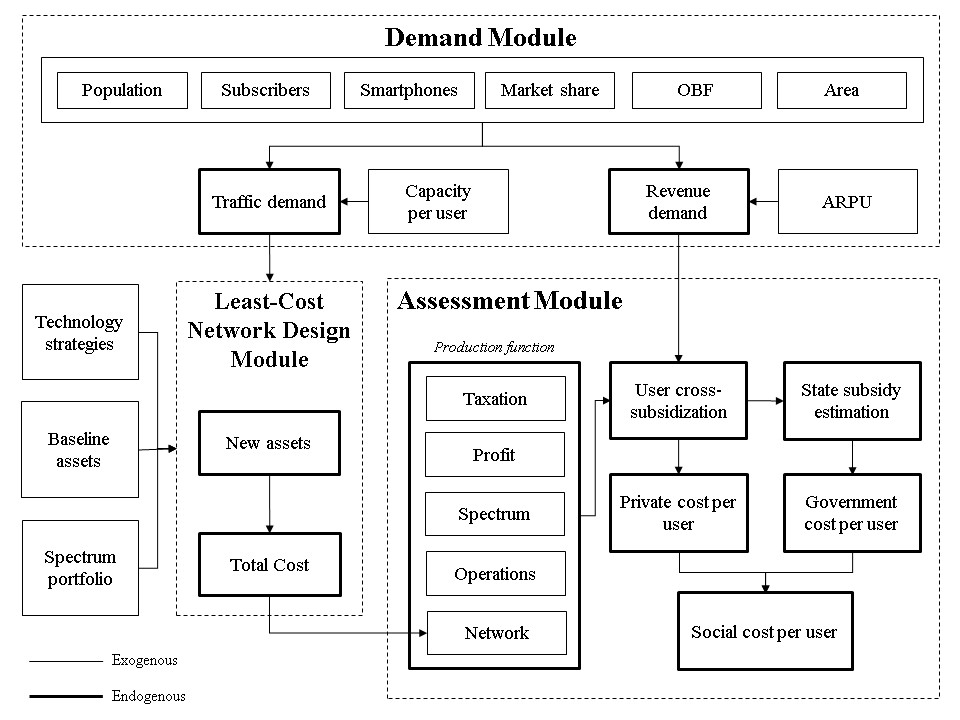 Demand Module
Population
Subscribers
Smartphones
Market share
OBF
Area
Traffic demand
Capacity
per user
Revenue
demand
ARPU
Technology
strategies
Baseline
assets
Spectrum
portfolio
Least-Cost
Network Design
Module
New assets
Total Cost
Assessment Module
Production function
Taxation
Profit
Spectrum
Operations
Network
User cross-
subsidization
State subsidy
estimation
Private cost per
user
Government
cost per user
Social cost per user
Exogenous
Endogenous